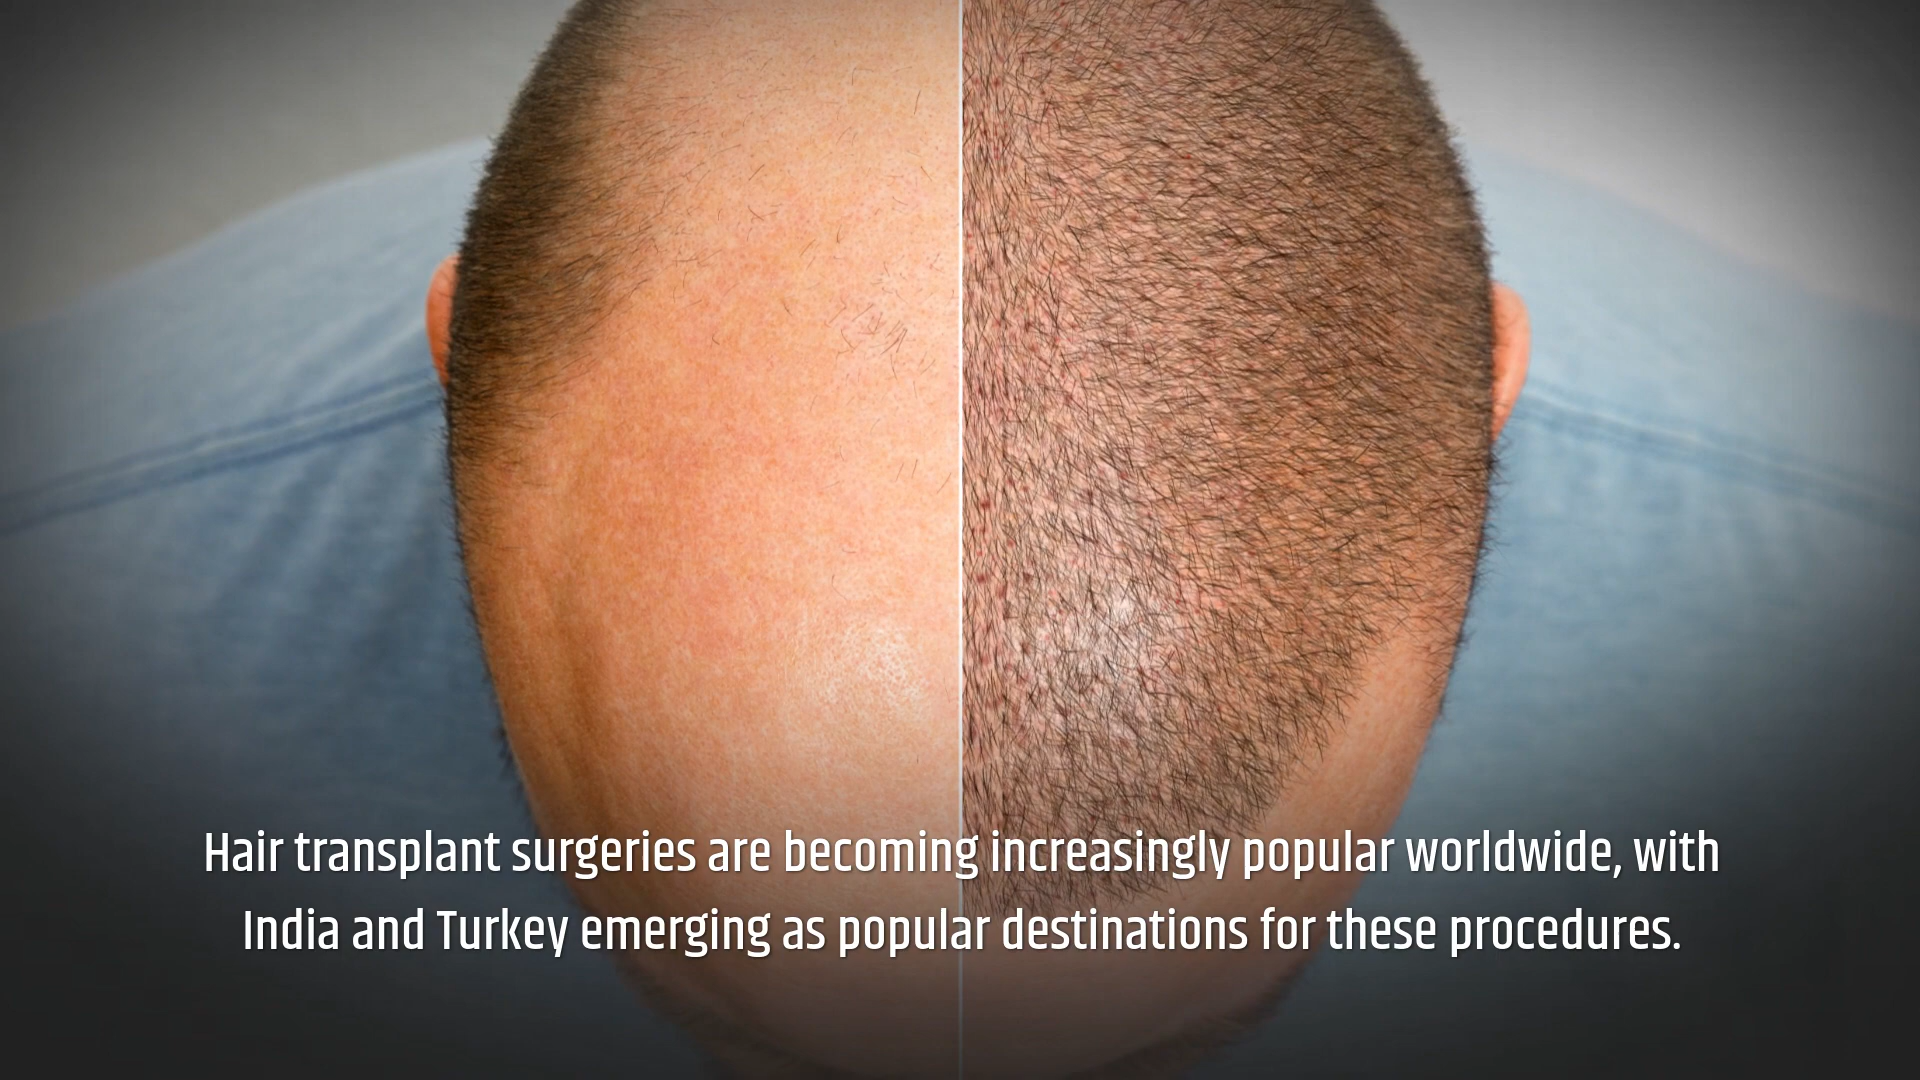 Hair transplant surgeries are becoming increasingly popular worldwide, with
India and Turkey emerging as popular destinations for these procedures.